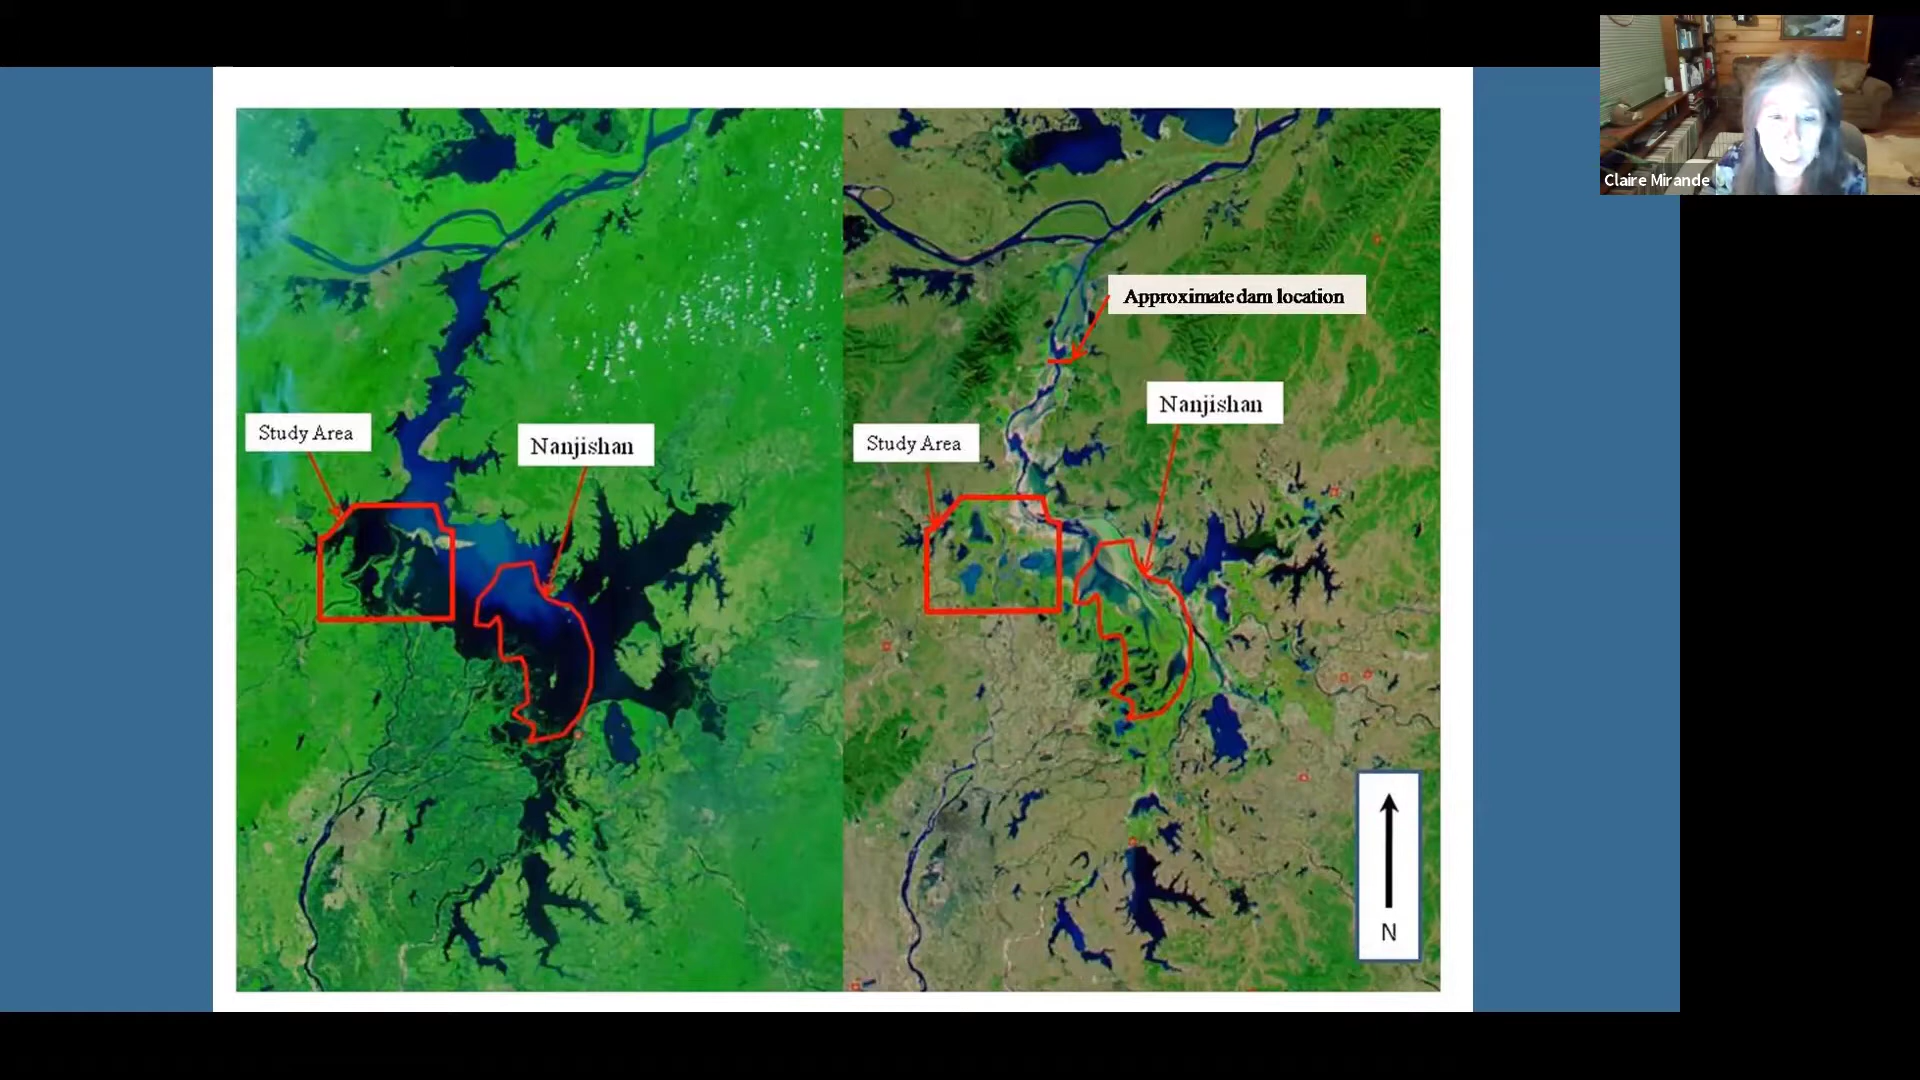 Claire Mirande
Approximate dam location
Nanjishan
Study Area
Nanjishan
Study Area
N